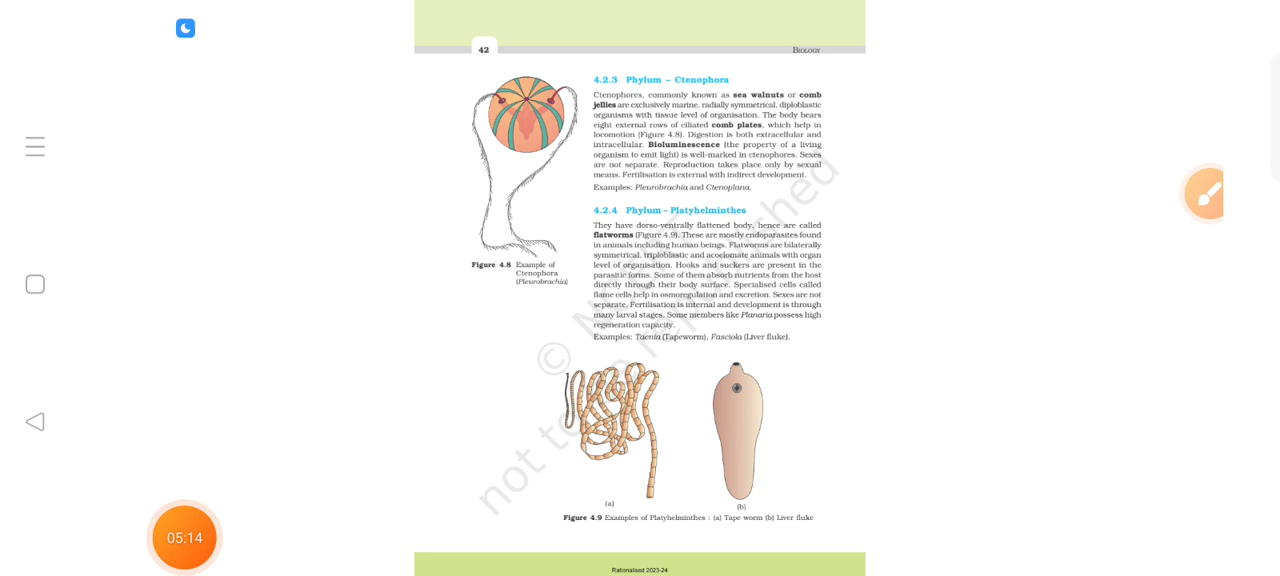 42
BIOLOGY
4.2.3 Phylum – Ctenophora
Ctenophores, commonly known as sea walnuts or comb
jellies are exclusively marine, radially symmetrical, diploblastic
organisms with tissue level of organisation. The body bears
eight external rows of ciliated comb plates, which help in
locomotion (Figure 4.8). Digestion is both extracellular and
intracellular. Bioluminescence (the property of a living
organism to emit light) is well-marked in ctenophores. Sexes
are not separate. Reproduction takes place only by sexual
means. Fertilisation is external with indirect development.
Examples: Pleurobrachia and Ctenoplana.
Figure 4.8 Example of
Ctenophora
(Pleurobrachia)
4.2.4 Phylum – Platyhelminthes
They have dorso-ventrally flattened body, hence are called
flatworms (Figure 4.9). These are mostly endoparasites found
in animals including human beings. Flatworms are bilaterally
symmetrical, triploblastic and acoelomate animals with organ
level of organisation. Hooks and suckers are present in the
parasitic forms. Some of them absorb nutrients from the host
directly through their body surface. Specialised cells called
flame cells help in osmoregulation and excretion. Sexes are not
separate. Fertilisation is internal and development is through
many larval stages. Some members like Planaria possess high
regeneration capacity.
Examples: Taenia (Tapeworm), Fasciola (Liver fluke).
(a)
(b)
Figure 4.9 Examples of Platyhelminthes : (a) Tape worm (b) Liver fluke
Rationalised 2023-24
05:14
not to be republished